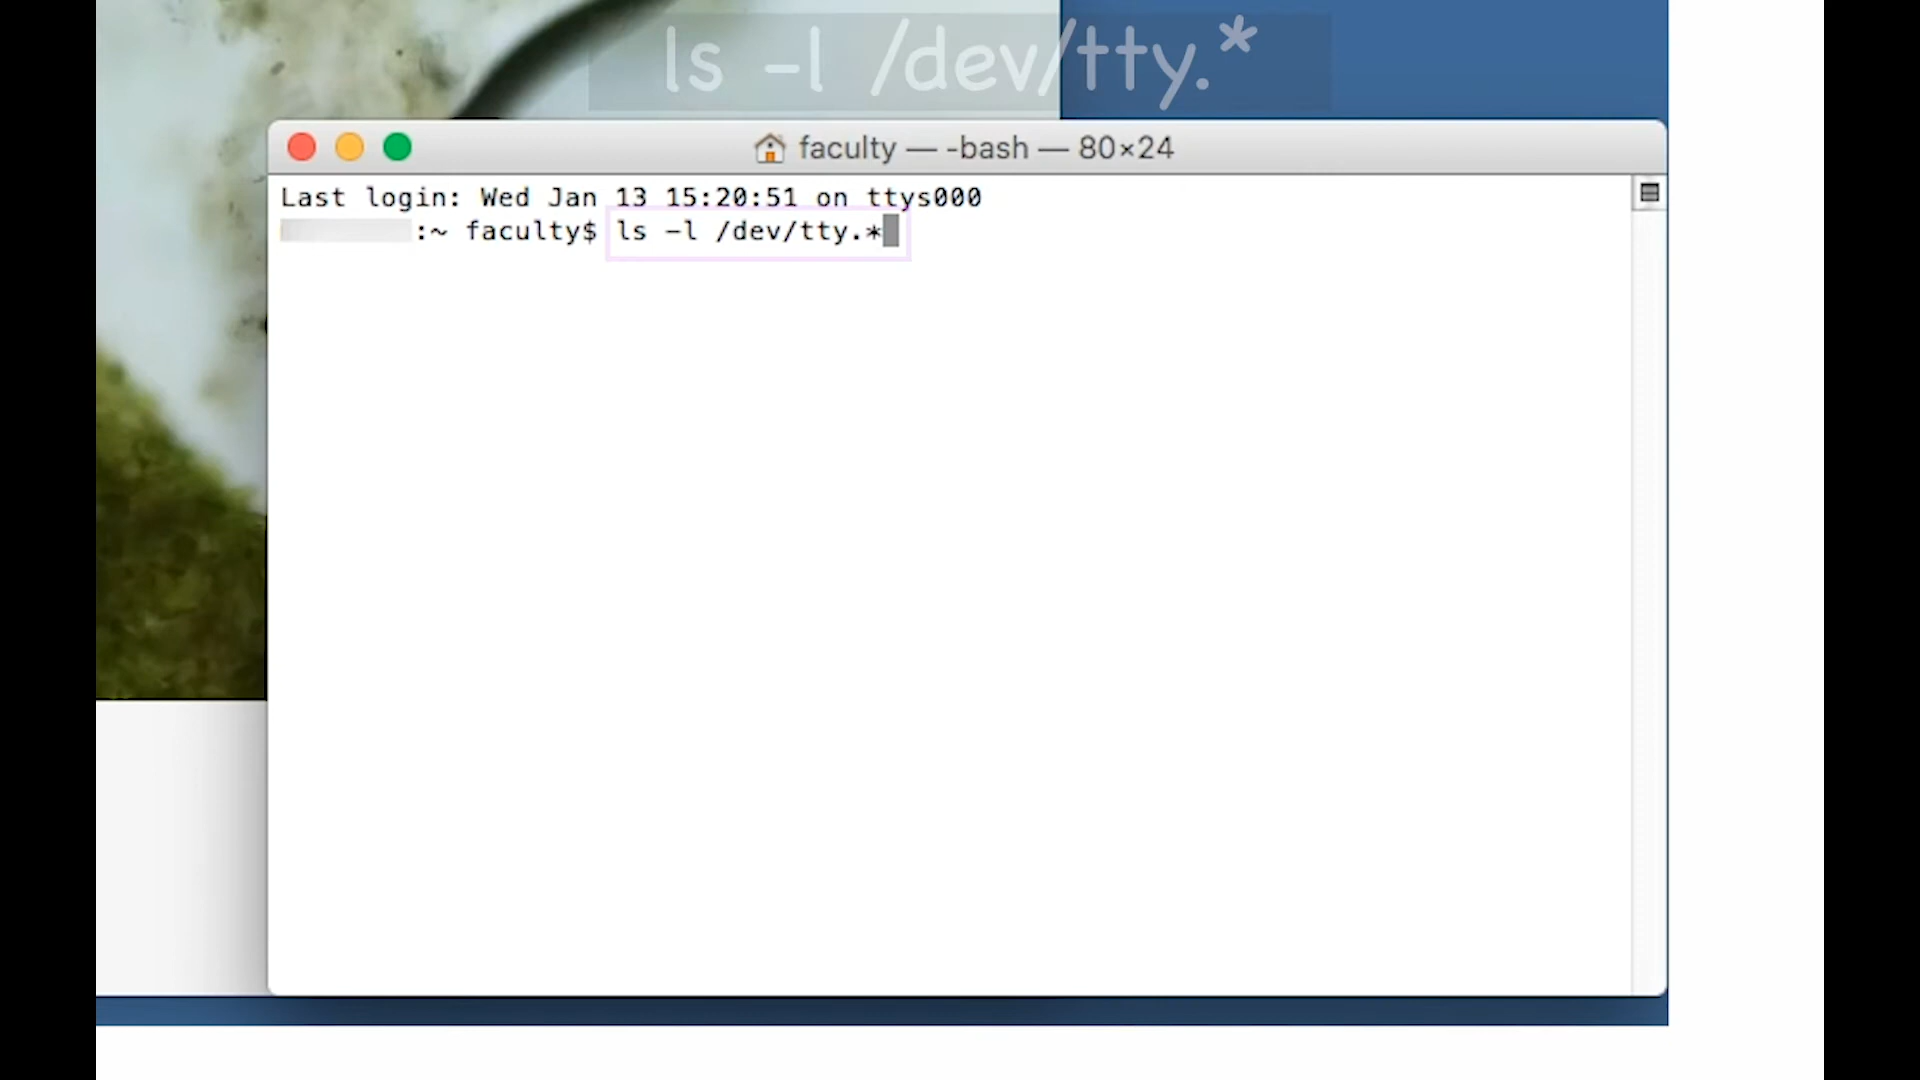 ls -l /dev/tty.*
faculty — -bash — 80×24
Last login: Wed Jan 13 15:20:51 on ttys000
:~ faculty$ ls -l /dev/tty.*